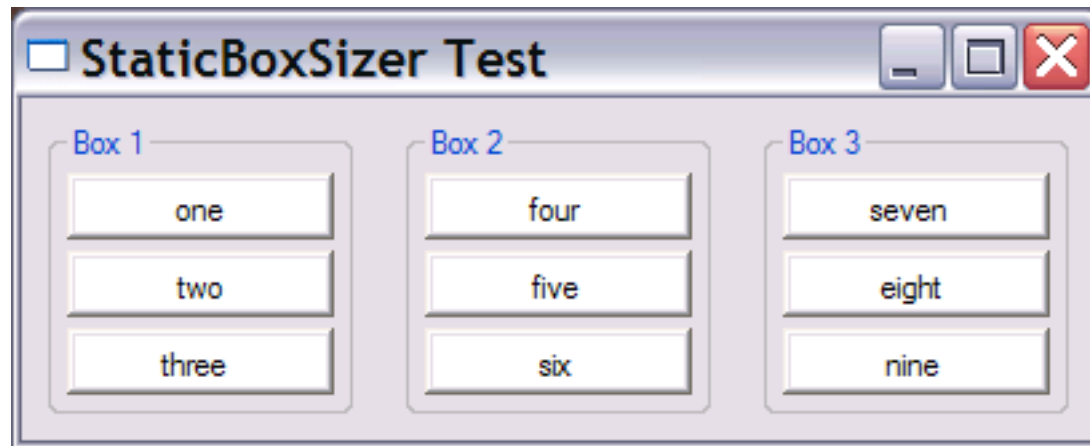 StaticBoxSizer Test
Box 1
one
two
three
Box 2
four
five
six
Box 3
seven
eight
nine